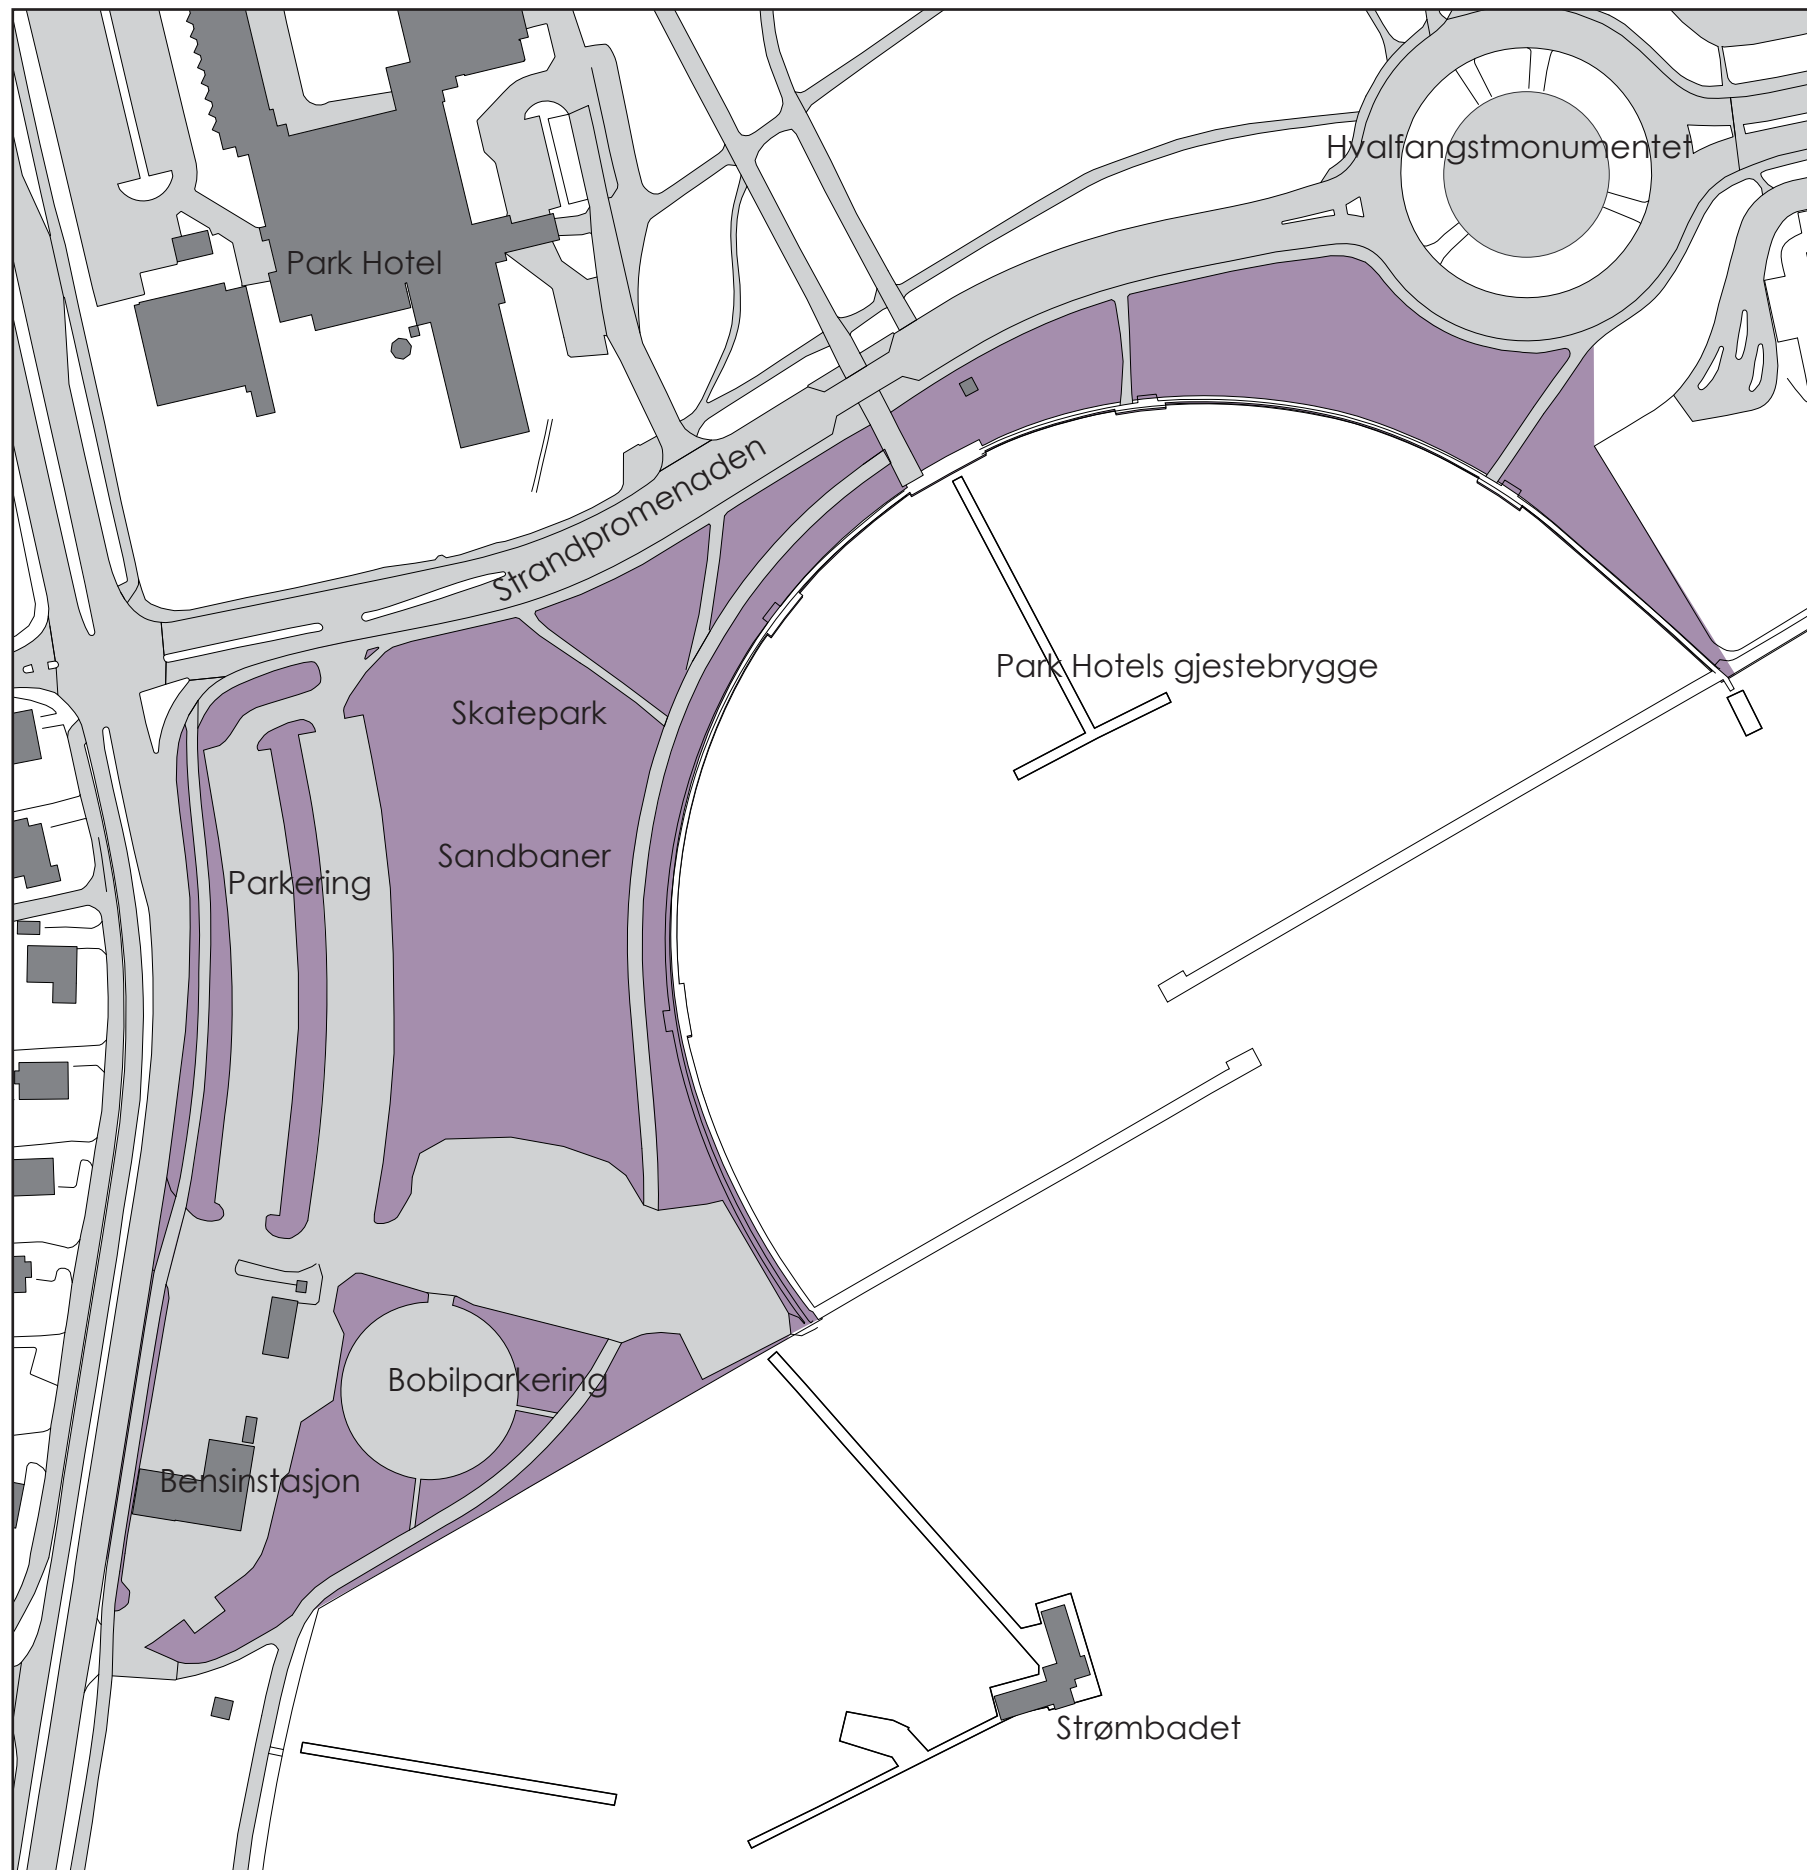 Hvalfangstmonumentet
Park Hotel
Strandpromenaden
Park Hotels gjestebrygge
Skatepark
Sandbaner
Parkering
Bobilparkering
Bensinstasjon
Strømbadet